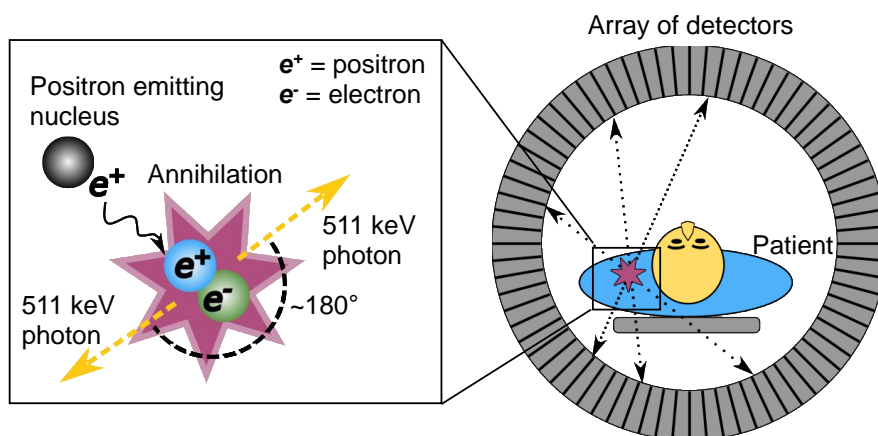 Array of detectors
Positron emitting
nucleus
e+ = positron
e- = electron
e+
Annihilation
511 keV
photon
e+
e-
511 keV
photon
~180°
Patient